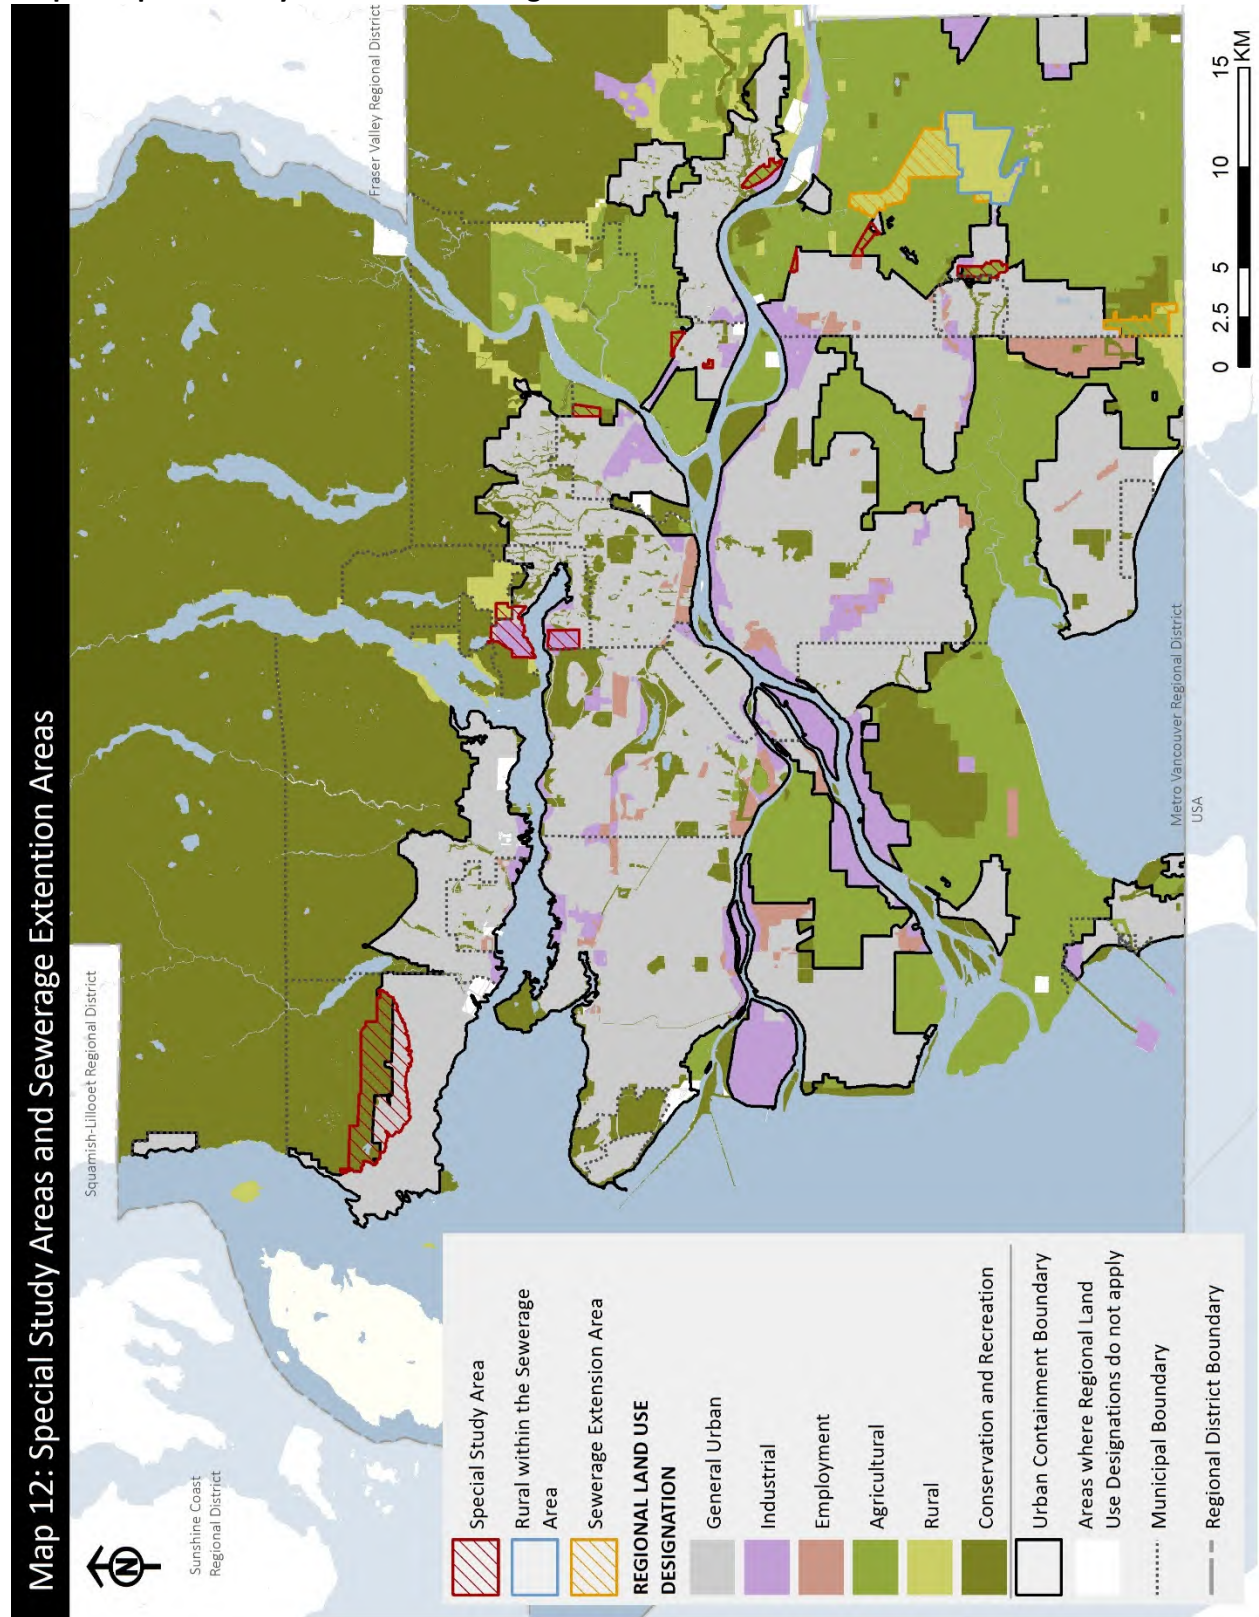 Map 12: Special Study Areas and Sewerage Extention Areas
N
Sunshine Coast
Regional District
Squamish-Lillooet Regional District
Fraser Valley Regional District
Metro Vancouver Regional District
USA
Special Study Area
Rural within the Sewerage
Area
Sewerage Extension Area
REGIONAL LAND USE
DESIGNATION
General Urban
Industrial
Employment
Agricultural
Rural
Conservation and Recreation
Urban Containment Boundary
Areas where Regional Land
Use Designations do not apply
Municipal Boundary
Regional District Boundary
0 2.5 5 10 15
KM